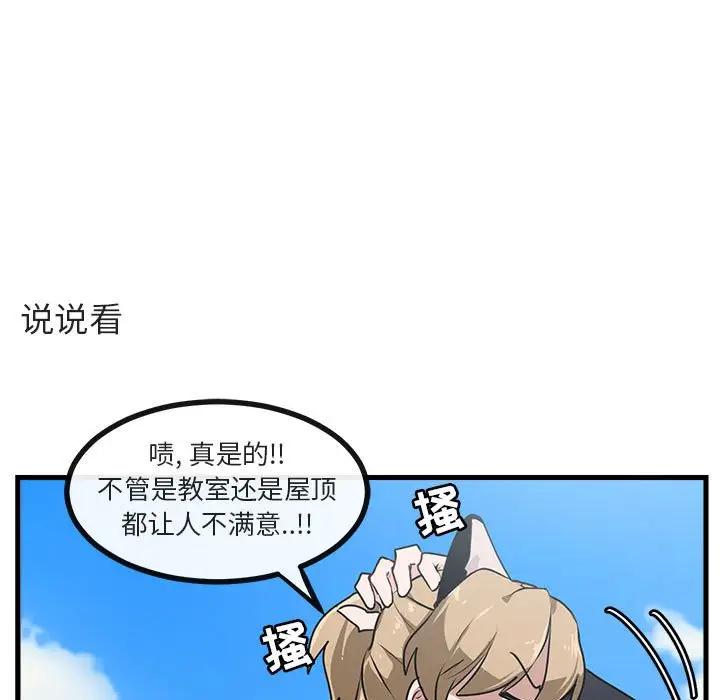 说说看
啧, 真是的!!
不管是教室还是屋顶
都让人不满意..!!
搔
搔